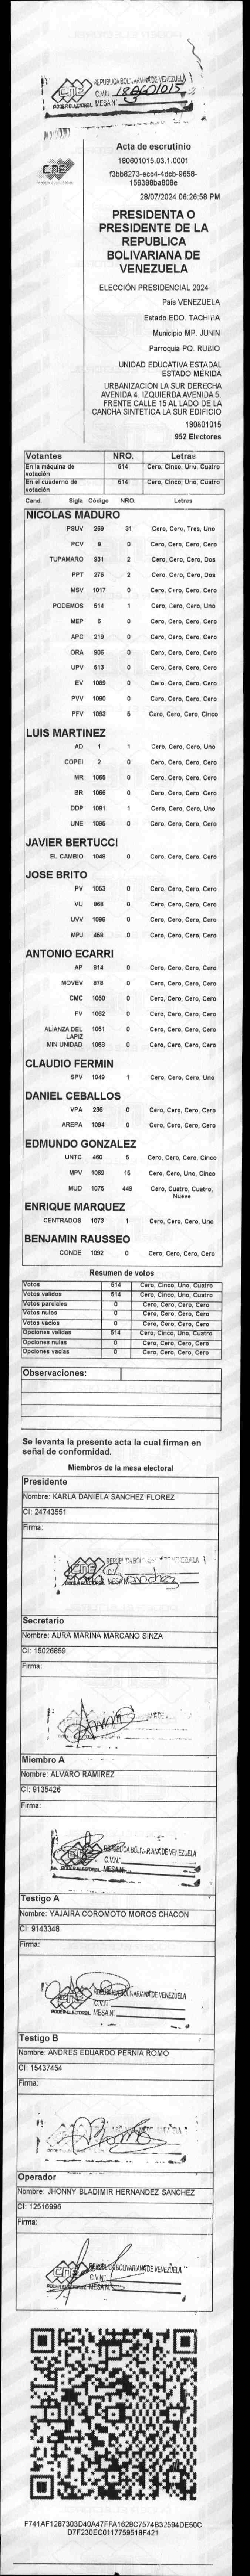 REPUBLICA BOLIVARIANA DE VENEZUELA
CNE C.V.N° 180601015
PODER ELECTORAL MESA N°
Acta de escrutinio
180601015.03.1.0001
f3bb8273-ecc4-4dcb-9658-
159398ba808e
28/07/2024 06:26:58 PM
PRESIDENTA O
PRESIDENTE DE LA
REPUBLICA
BOLIVARIANA DE
VENEZUELA
ELECCIÓN PRESIDENCIAL 2024
Pais VENEZUELA
Estado EDO. TACHIRA
Municipio MP. JUNIN
Parroquia PQ. RUBIO
UNIDAD EDUCATIVA ESTADAL
ESTADO MERIDA
URBANIZACIÓN LA SUR DERECHA
AVENIDA 4. IZQUIERDA AVENIDA 5.
FRENTE CALLE 15 AL LADO DE LA
CANCHA SINTETICA LA SUR EDIFICIO
180601015
952 Electores
Votantes NRO. Letras
En la máquina de votación 514 Cero, Cinco, Uno, Cuatro
En el cuaderno de votación 514 Cero, Cinco, Uno, Cuatro
Cand. Sigla Código NRO. Letras
NICOLAS MADURO
PSUV 269 31 Cero, Cero, Tres, Uno
PCV 9 0 Cero, Cero, Cero, Cero
TUPAMARO 931 2 Cero, Cero, Cero, Dos
PPT 276 2 Cero, Cero, Cero, Dos
MSV 1017 0 Cero, Cero, Cero, Cero
PODEMOS 514 1 Cero, Cero, Cero, Uno
MEP 6 0 Cero, Cero, Cero, Cero
APC 219 0 Cero, Cero, Cero, Cero
ORA 906 0 Cero, Cero, Cero, Cero
UPV 513 0 Cero, Cero, Cero, Cero
EV 1089 0 Cero, Cero, Cero, Cero
PVV 1090 0 Cero, Cero, Cero, Cero
PFV 1093 5 Cero, Cero, Cero, Cinco
LUIS MARTINEZ
AD 1 1 Cero, Cero, Cero, Uno
COPEI 2 0 Cero, Cero, Cero, Cero
MR 1065 0 Cero, Cero, Cero, Cero
BR 1066 0 Cero, Cero, Cero, Cero
DDP 1091 1 Cero, Cero, Cero, Uno
UNE 1095 0 Cero, Cero, Cero, Cero
JAVIER BERTUCCI
EL CAMBIO 1048 0 Cero, Cero, Cero, Cero
JOSE BRITO
PV 1053 0 Cero, Cero, Cero, Cero
VU 868 0 Cero, Cero, Cero, Cero
UVV 1096 0 Cero, Cero, Cero, Cero
MPJ 458 0 Cero, Cero, Cero, Cero
ANTONIO ECARRI
AP 814 0 Cero, Cero, Cero, Cero
MOVEV 878 0 Cero, Cero, Cero, Cero
CMC 1050 0 Cero, Cero, Cero, Cero
FV 1082 0 Cero, Cero, Cero, Cero
ALIANZA DEL LAPIZ 1051 0 Cero, Cero, Cero, Cero
MIN UNIDAD 1068 0 Cero, Cero, Cero, Cero
CLAUDIO FERMIN
SPV 1049 1 Cero, Cero, Cero, Uno
DANIEL CEBALLOS
VPA 236 0 Cero, Cero, Cero, Cero
AREPA 1094 0 Cero, Cero, Cero, Cero
EDMUNDO GONZALEZ
UNTC 460 5 Cero, Cero, Cero, Cinco
MPV 1069 15 Cero, Cero, Uno, Cinco
MUD 1075 449 Cero, Cuatro, Cuatro, Nueve
ENRIQUE MARQUEZ
CENTRADOS 1073 1 Cero, Cero, Cero, Uno
BENJAMIN RAUSSEO
CONDE 1092 0 Cero, Cero, Cero, Cero
Resumen de votos
Votos 514 Cero, Cinco, Uno, Cuatro
Votos validos 514 Cero, Cinco, Uno, Cuatro
Votos parciales 0 Cero, Cero, Cero, Cero
Votos nulos 0 Cero, Cero, Cero, Cero
Votos vacios 0 Cero, Cero, Cero, Cero
Opciones validas 514 Cero, Cinco, Uno, Cuatro
Opciones nulas 0 Cero, Cero, Cero, Cero
Opciones vacias 0 Cero, Cero, Cero, Cero
Observaciones:
Se levanta la presente acta la cual firman en
señal de conformidad.
Miembros de la mesa electoral
Presidente
Nombre: KARLA DANIELA SANCHEZ FLOREZ
CI: 24743551
Firma:
Secretario
Nombre: AURA MARINA MARCANO SINZA
CI: 15026859
Firma:
Miembro A
Nombre: ALVARO RAMIREZ
CI: 9135426
Firma:
REPUBLICA BOLIVARIANA DE VENEZUELA
C.V.N°
PODER ELECTORAL MESA N°
Testigo A
Nombre: YAJAIRA COROMOTO MOROS CHACON
CI: 9143348
Firma:
CNE REPUBLICA BOLIVARIANA DE VENEZUELA
C.V.N°
PODER ELECTORAL MESA N°
Testigo B
Nombre: ANDRES EDUARDO PERNIA ROMO
CI: 15437454
Firma:
Operador
Nombre: JHONNY BLADIMIR HERNANDEZ SANCHEZ
CI: 12516996
Firma:
CNE REPUBLICA BOLIVARIANA DE VENEZUELA
C.V.N°
PODER ELECTORAL MESA N°
F741AF1287303D40A47FFA1628C7574B32594DE50C
D7F230EC0117759518F421